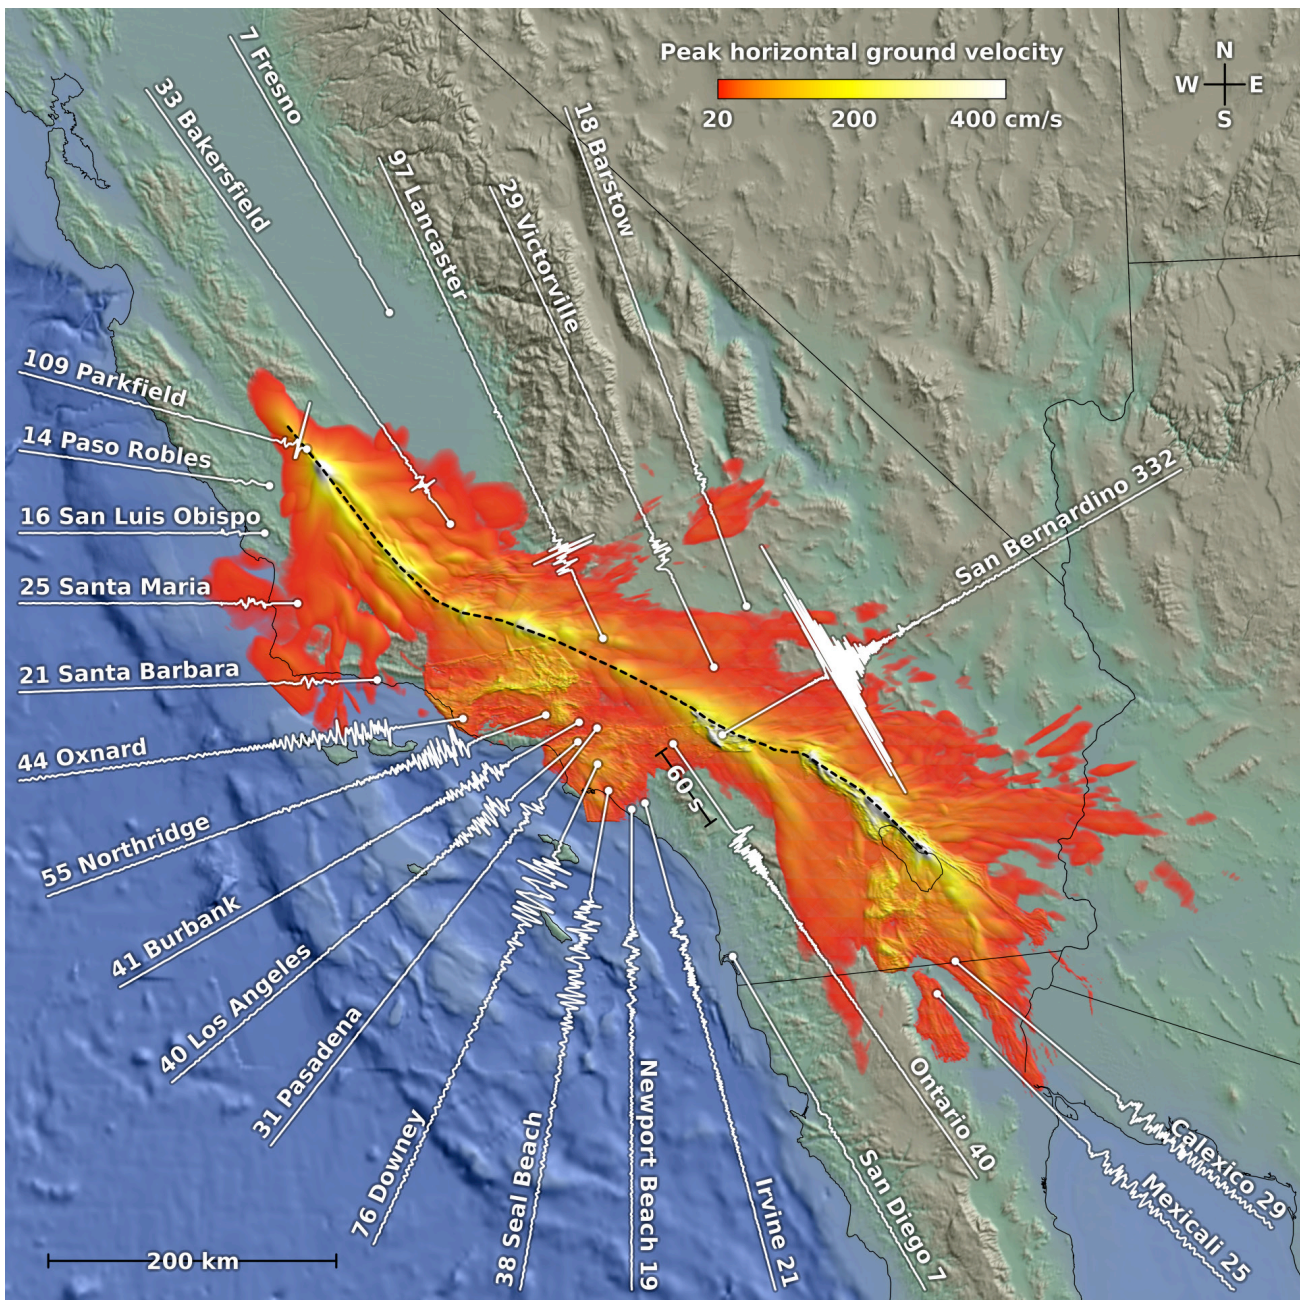 Peak horizontal ground velocity
20 200 400 cm/s
N
W E
S
7 Fresno
33 Bakersfield
97 Lancaster
29 Victorville
18 Barstow
109 Parkfield
14 Paso Robles
16 San Luis Obispo
25 Santa Maria
21 Santa Barbara
44 Oxnard
55 Northridge
41 Burbank
40 Los Angeles
31 Pasadena
76 Downey
38 Seal Beach
Newport Beach 19
Irvine 21
San Diego 7
Ontario 40
Mexicali 25
Calexico 29
San Bernardino 332
60 s
200 km